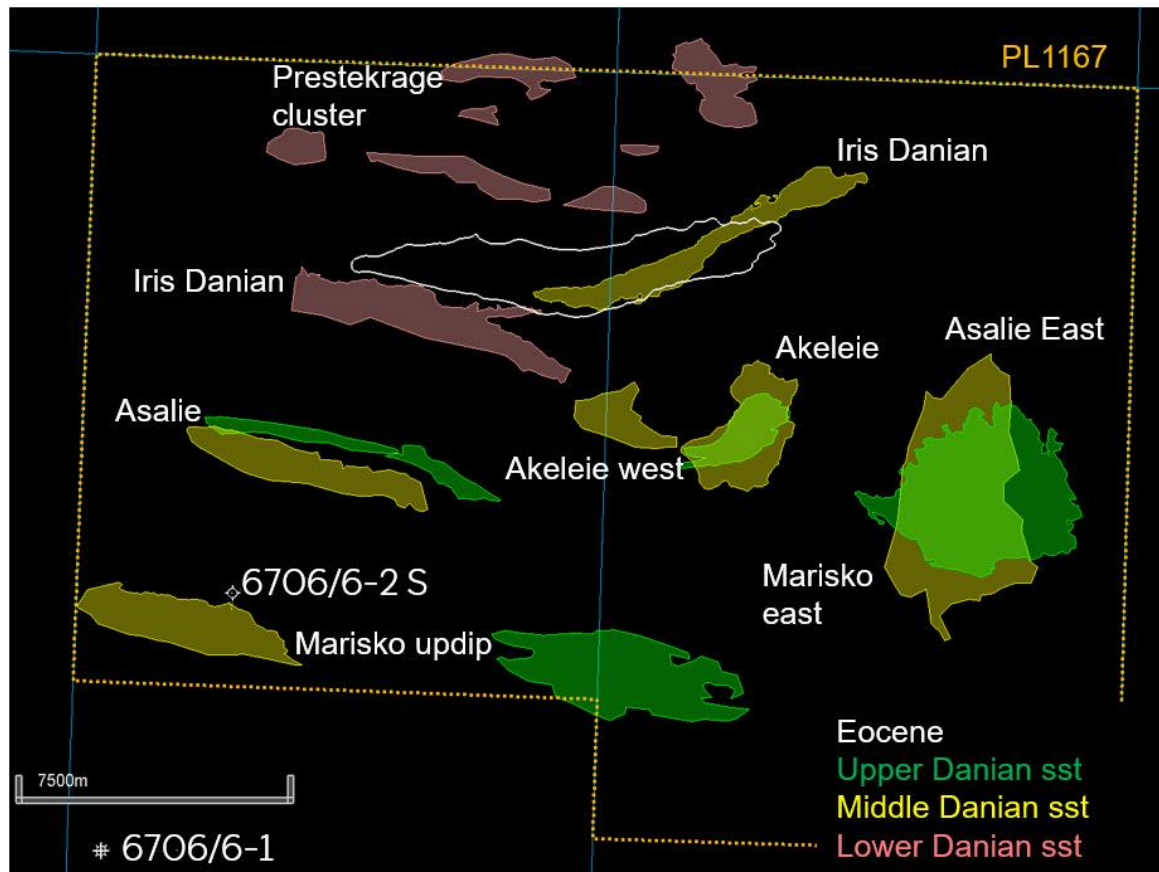 PL1167
Prestekrage
cluster
Iris Danian
Iris Danian
Akeleie
Asalie East
Asalie
Akeleie west
6706/6-2 S
Marisko
east
Marisko updip
Eocene
Upper Danian sst
Middle Danian sst
Lower Danian sst
7500m
6706/6-1